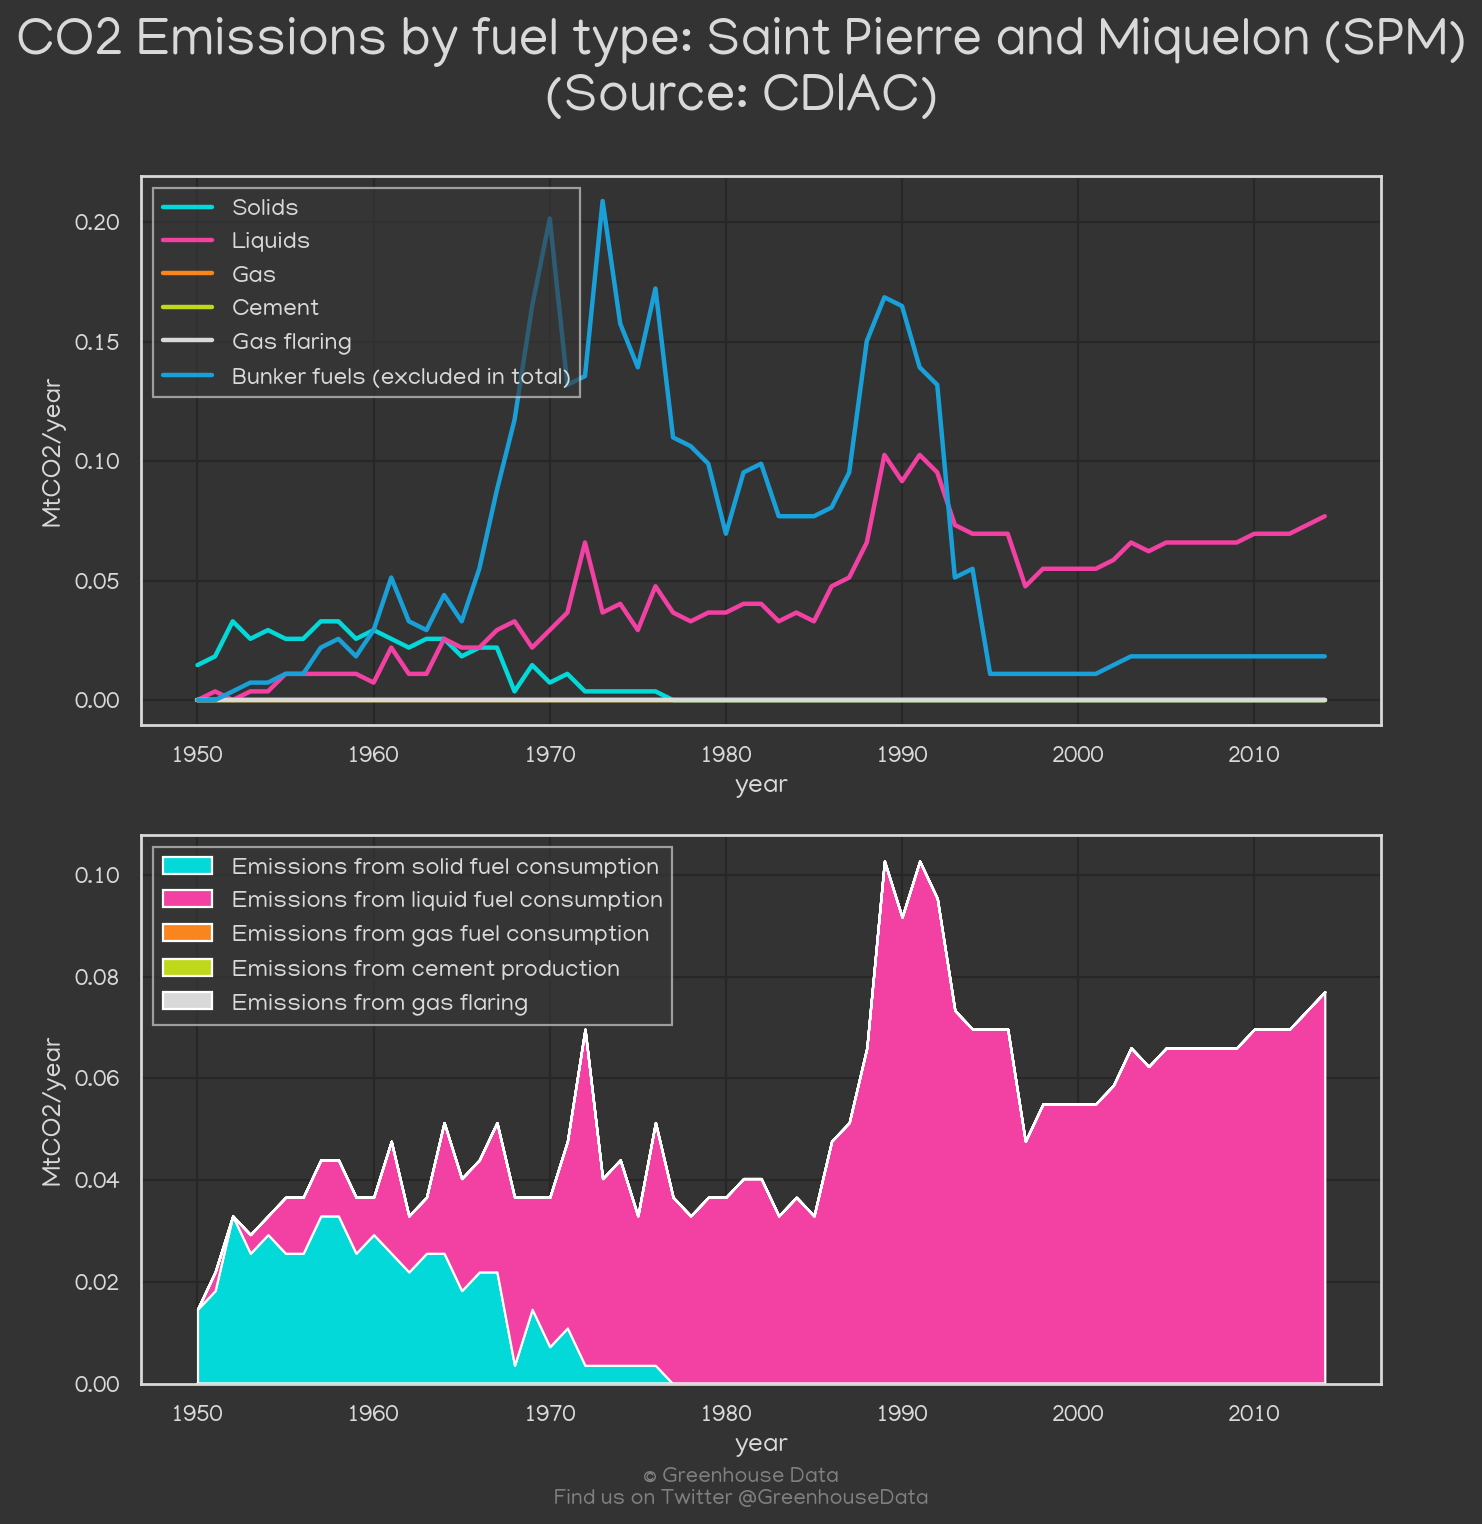 CO2 Emissions by fuel type: Saint Pierre and Miquelon (SPM)
(Source: CDIAC)
Solids
Liquids
Gas
Cement
Gas flaring
Bunker fuels (excluded in total)
0.20
0.15
0.10
0.05
0.00
MtCO2/year
1950 1960 1970 1980 1990 2000 2010
year
Emissions from solid fuel consumption
Emissions from liquid fuel consumption
Emissions from gas fuel consumption
Emissions from cement production
Emissions from gas flaring
0.10
0.08
0.06
0.04
0.02
0.00
MtCO2/year
1950 1960 1970 1980 1990 2000 2010
year
© Greenhouse Data
Find us on Twitter @GreenhouseData